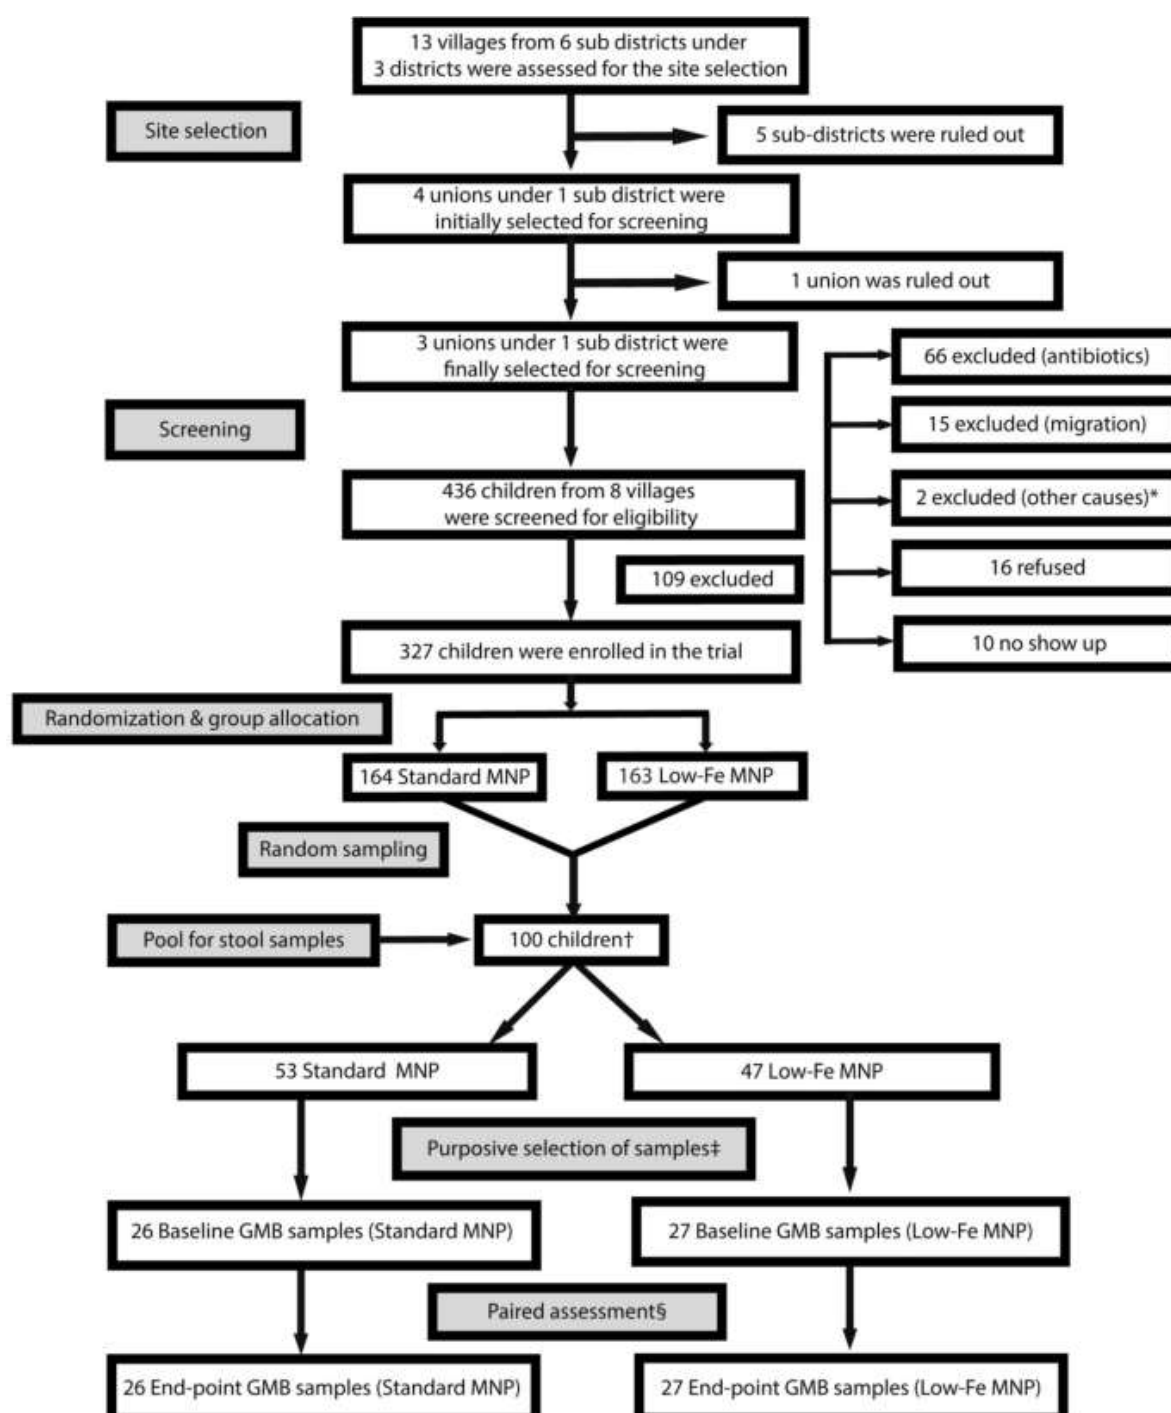 13 villages from 6 sub districts under
3 districts were assessed for the site selection
Site selection
5 sub-districts were ruled out
4 unions under 1 sub district were
initially selected for screening
1 union was ruled out
3 unions under 1 sub district were
finally selected for screening
66 excluded (antibiotics)
Screening
15 excluded (migration)
436 children from 8 villages
were screened for eligibility
2 excluded (other causes)*
109 excluded
16 refused
327 children were enrolled in the trial
10 no show up
Randomization & group allocation
164 Standard MNP
163 Low-Fe MNP
Random sampling
Pool for stool samples
100 children†
53 Standard MNP
47 Low-Fe MNP
Purposive selection of samples‡
26 Baseline GMB samples (Standard MNP)
27 Baseline GMB samples (Low-Fe MNP)
Paired assessment§
26 End-point GMB samples (Standard MNP)
27 End-point GMB samples (Low-Fe MNP)